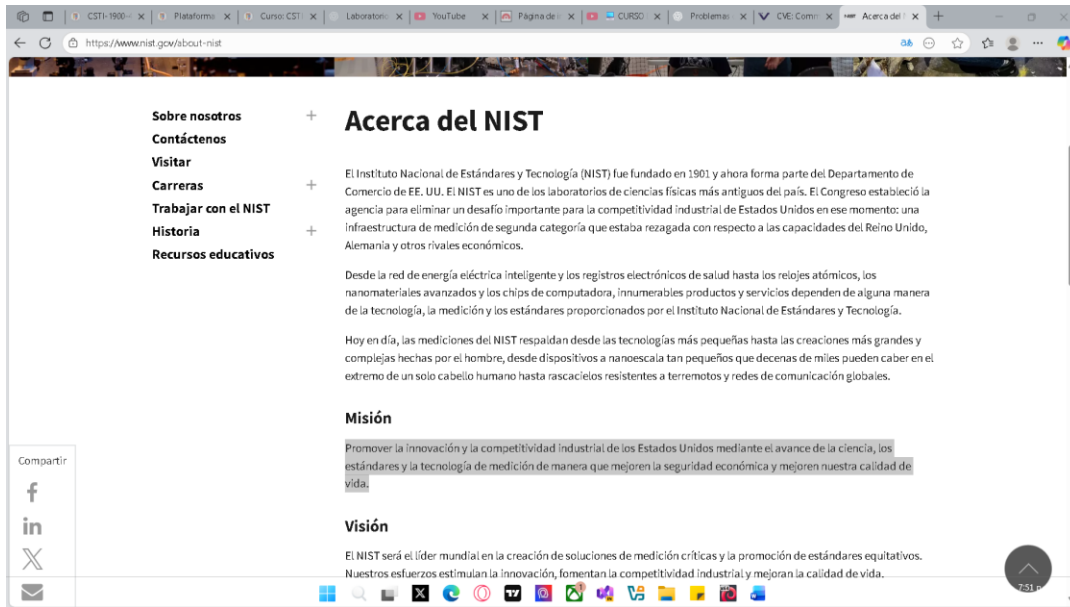 CSTI-1900-
Plataforma
Curso: CSTI
Laboratorio
YouTube
Página de in
CURSO
Problemas
CVE: Comm
Acerca del N
https://www.nist.gov/about-nist
Sobre nosotros
Contáctenos
Visitar
Carreras
Trabajar con el NIST
Historia
Recursos educativos
Acerca del NIST
El Instituto Nacional de Estándares y Tecnología (NIST) fue fundado en 1901 y ahora forma parte del Departamento de
Comercio de EE. UU. El NIST es uno de los laboratorios de ciencias físicas más antiguos del país. El Congreso estableció la
agencia para eliminar un desafío importante para la competitividad industrial de Estados Unidos en ese momento: una
infraestructura de medición de segunda categoría que estaba rezagada con respecto a las capacidades del Reino Unido,
Alemania y otros rivales económicos.
Desde la red de energía eléctrica inteligente y los registros electrónicos de salud hasta los relojes atómicos, los
nanomateriales avanzados y los chips de computadora, innumerables productos y servicios dependen de alguna manera
de la tecnología, la medición y los estándares proporcionados por el Instituto Nacional de Estándares y Tecnología.
Hoy en día, las mediciones del NIST respaldan desde las tecnologías más pequeñas hasta las creaciones más grandes y
complejas hechas por el hombre, desde dispositivos a nanoescala tan pequeños que decenas de miles pueden caber en el
extremo de un solo cabello humano hasta rascacielos resistentes a terremotos y redes de comunicación globales.
Misión
Promover la innovación y la competitividad industrial de los Estados Unidos mediante el avance de la ciencia, los
estándares y la tecnología de medición de manera que mejoren la seguridad económica y mejoren nuestra calidad de
vida.
Visión
El NIST será el líder mundial en la creación de soluciones de medición críticas y la promoción de estándares equitativos.
Nuestros esfuerzos estimulan la innovación, fomentan la competitividad industrial y mejoran la calidad de vida.
Compartir
7:51 p